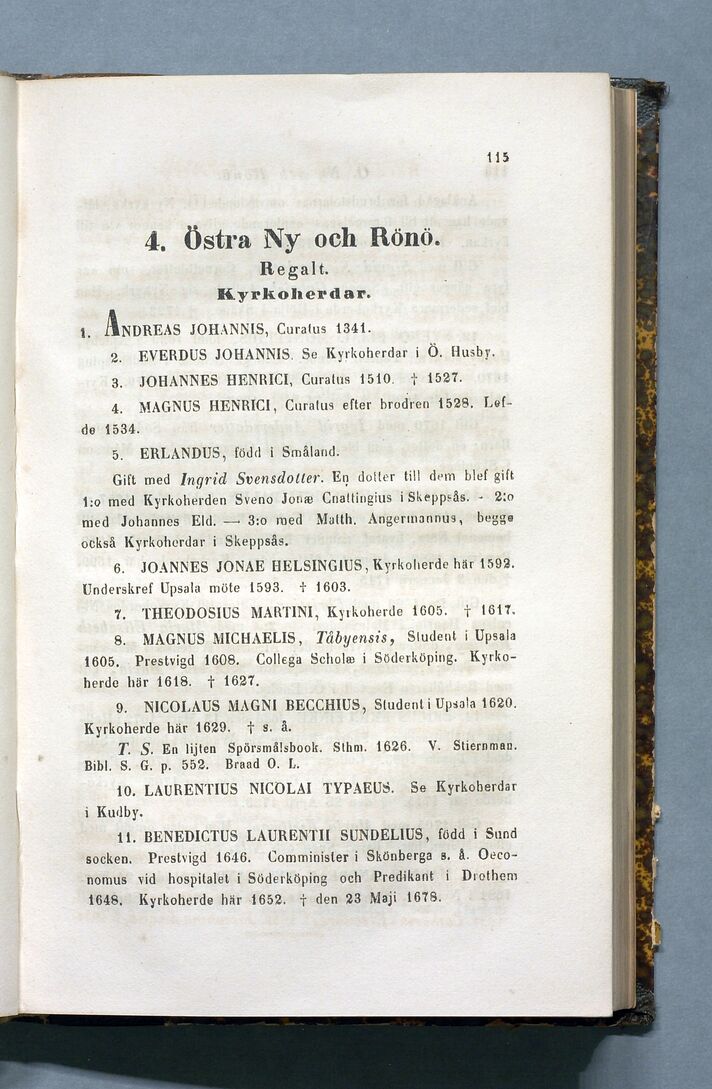 115
4. Östra Ny och Rönö.
Regalt.
Kyrkoherdar.
1. ANDREAS JOHANNIS, Curatus 1341.
2. EVERDUS JOHANNIS. Se Kyrkoherdar i Ö. Husby.
3. JOHANNES HENRICI, Curatus 1510. † 1527.
4. MAGNUS HENRICI, Curatus efter brodren 1528. Lef-
de 1534.
5. ERLANDUS, född i Småland.
Gift med Ingrid Svensdotter. En dotter till dem blef gift
1:o med Kyrkoherden Sveno Jonæ Cnattingius i Skeppsås. - 2:o
med Johannes Eld. — 3:o med Matth. Angermannus, begge
också Kyrkoherdar i Skeppsås.
6. JOANNES JONAE HELSINGIUS, Kyrkoherde här 1592.
Underskref Upsala möte 1593. † 1603.
7. THEODOSIUS MARTINI, Kyrkoherde 1605. † 1617.
8. MAGNUS MICHAELIS, Tåbyensis, Student i Upsala
1605. Prestvigd 1608. Collega Scholæ i Söderköping. Kyrko-
herde här 1618. † 1627.
9. NICOLAUS MAGNI BECCHIUS, Student i Upsala 1620.
Kyrkoherde här 1629. † s. å.
T. S. En lijten Spörsmålsbook. Sthm. 1626. V. Stiernman.
Bibl. S. G. p. 552. Braad O. L.
10. LAURENTIUS NICOLAI TYPAEUS. Se Kyrkoherdar
i Kudby.
11. BENEDICTUS LAURENTII SUNDELIUS, född i Sund
socken. Prestvigd 1646. Comminister i Skönberga s. å. Oeco-
nomus vid hospitalet i Söderköping och Predikant i Drothem
1648. Kyrkoherde här 1652. † den 23 Maji 1678.